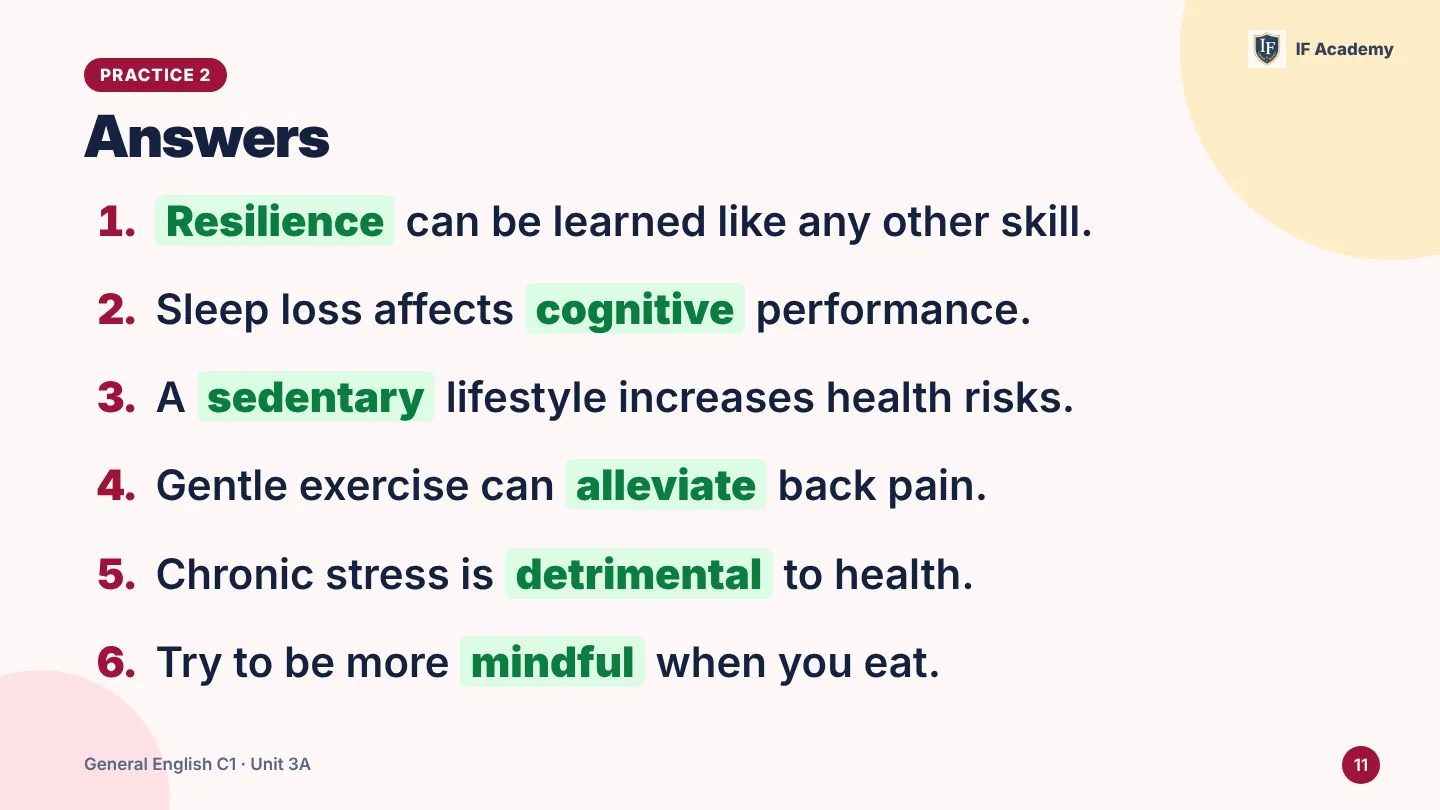 IF
IF Academy
PRACTICE 2
Answers
1. Resilience can be learned like any other skill.
2. Sleep loss affects cognitive performance.
3. A sedentary lifestyle increases health risks.
4. Gentle exercise can alleviate back pain.
5. Chronic stress is detrimental to health.
6. Try to be more mindful when you eat.
General English C1 · Unit 3A
11